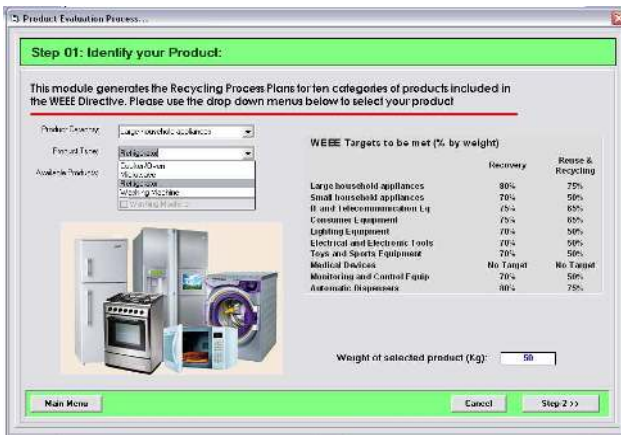 Product Evaluation Process...
Step 01: Identify your Product:
This module generates the Recycling Process Plans for ten categories of products included in
the WEEE Directive. Please use the drop down menus below to select your product
Product Category:
Large household appliances
Product Type:
Refrigerator
Cooker/Oven
Microwave
Refrigerator
Washing Machine
Available Products:
Washing Machine
WEEE Targets to be met (% by weight)
Recovery Reuse &
Recycling
Large household appliances 80% 75%
Small household appliances 70% 50%
IT and Telecommunication Eq 75% 65%
Consumer Equipment 75% 65%
Lighting Equipment 70% 50%
Electrical and Electronic Tools 70% 50%
Toys and Sports Equipment 70% 50%
Medical Devices No Target No Target
Monitoring and Control Equip 70% 50%
Automatic Dispensers 80% 75%
Weight of selected product (Kg): 50
Main Menu
Cancel
Step-2 >>